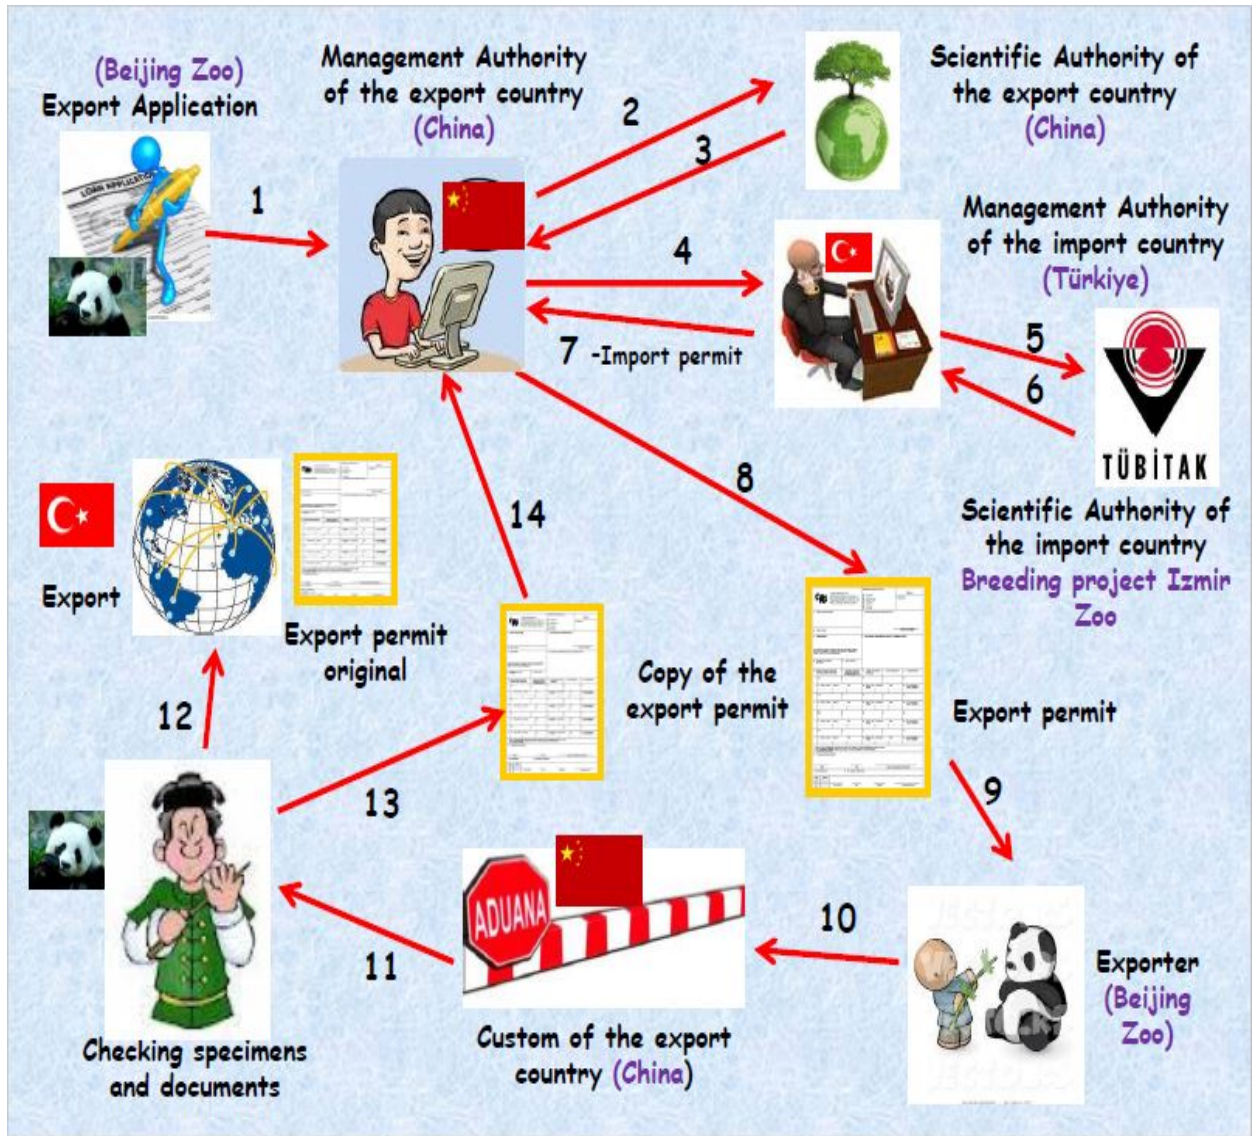 (Beijing Zoo)
Export Application
LOAN APPLICATION
1
Management Authority
of the export country
(China)
2
3
Scientific Authority of
the export country
(China)
4
Management Authority
of the import country
(Türkiye)
7 -Import permit
5
6
TÜBİTAK
Scientific Authority of
the import country
Breeding project Izmir
Zoo
8
14
Export
Export permit
original
12
Copy of the
export permit
Export permit
13
9
ADUANA
10
11
Exporter
(Beijing
Zoo)
Custom of the export
country (China)
Checking specimens
and documents